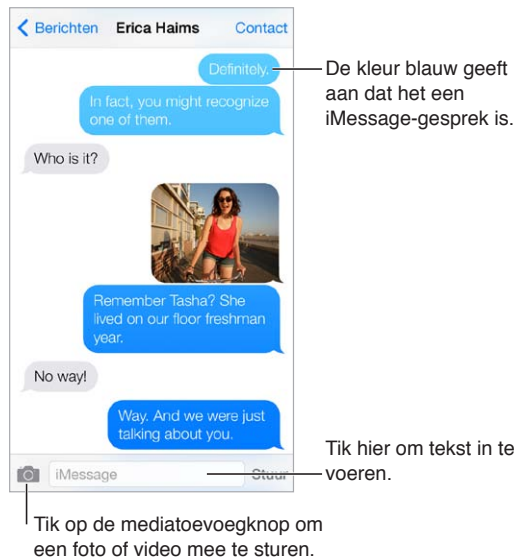 Berichten Erica Haims Contact
Definitely.
In fact, you might recognize
one of them.
Who is it?
Remember Tasha? She
lived on our floor freshman
year.
No way!
Way. And we were just
talking about you.
iMessage Stuur
De kleur blauw geeft
aan dat het een
iMessage-gesprek is.
Tik hier om tekst in te
voeren.
Tik op de mediatoevoegknop om
een foto of video mee te sturen.